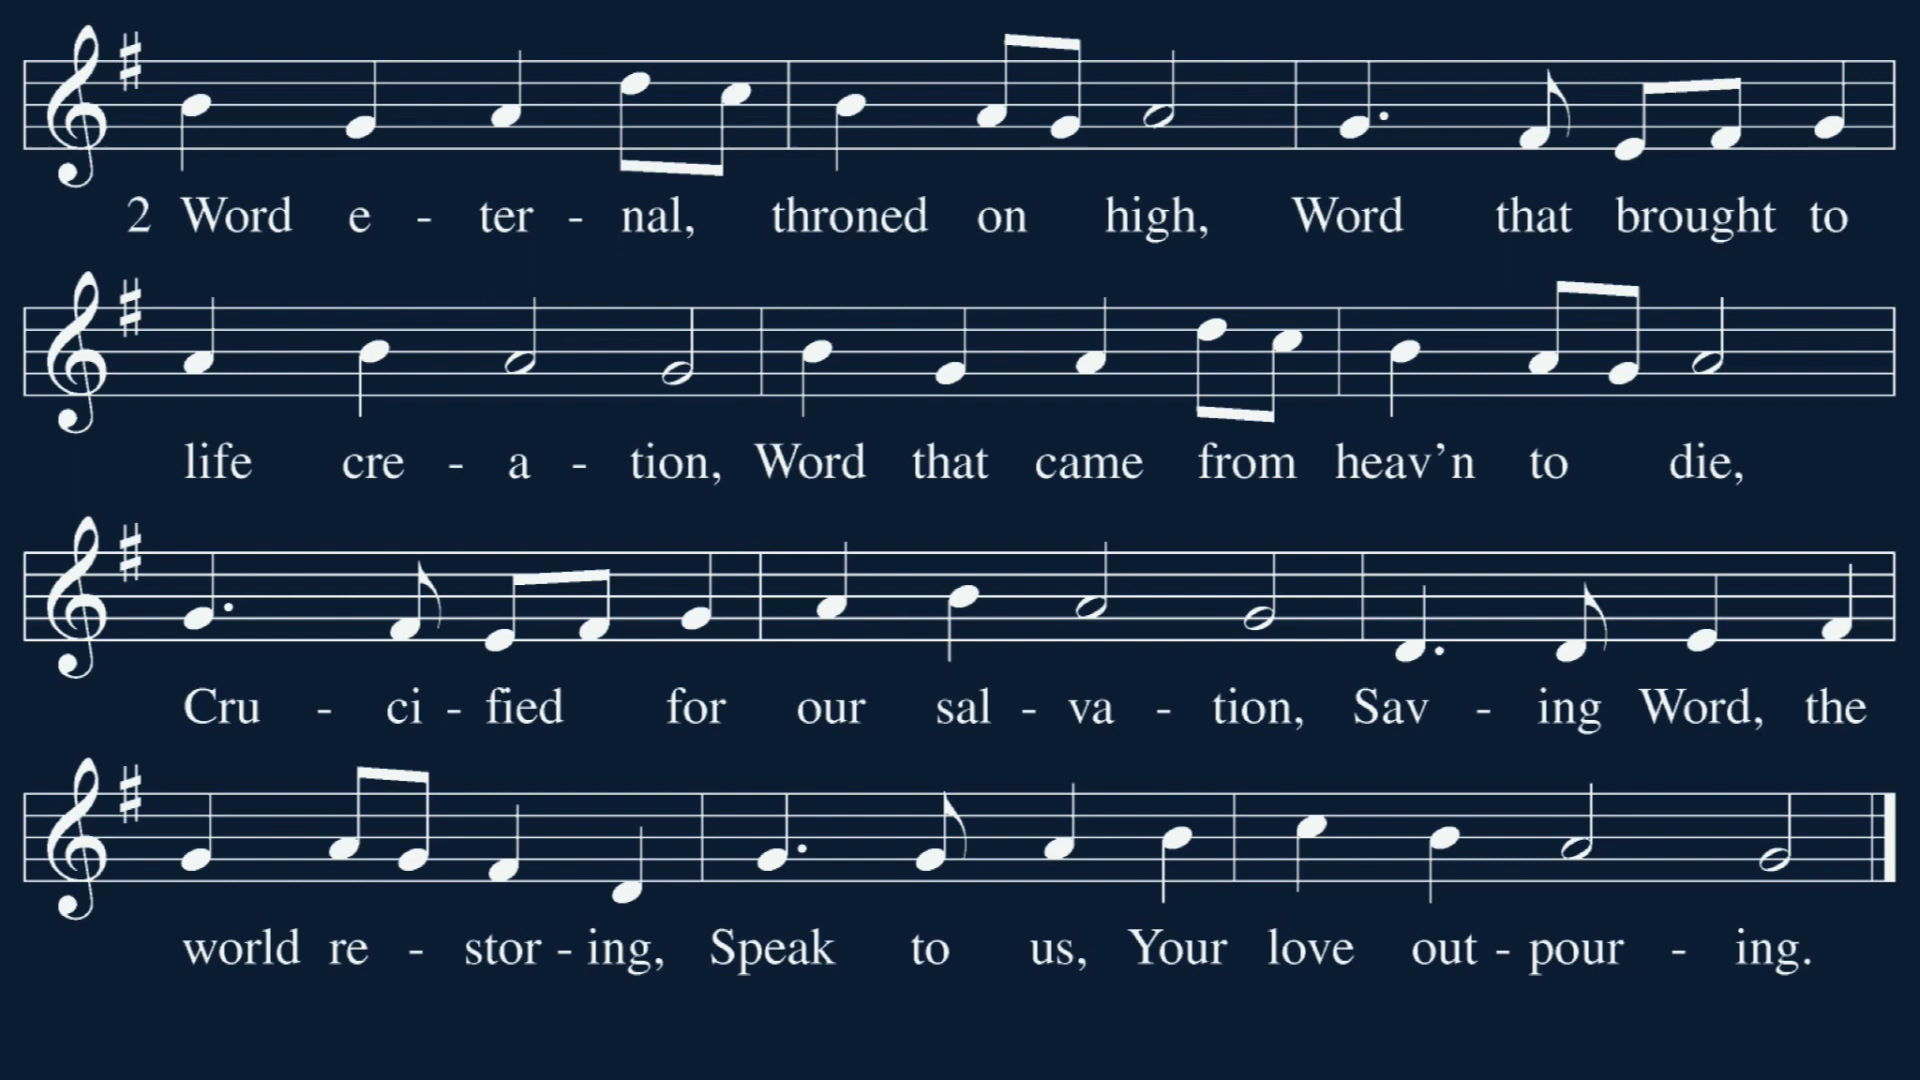 2 Word e - ter - nal, throned on high, Word that brought to
life cre - a - tion, Word that came from heav’n to die,
Cru - ci - fied for our sal - va - tion, Sav - ing Word, the
world re - stor - ing, Speak to us, Your love out - pour - ing.